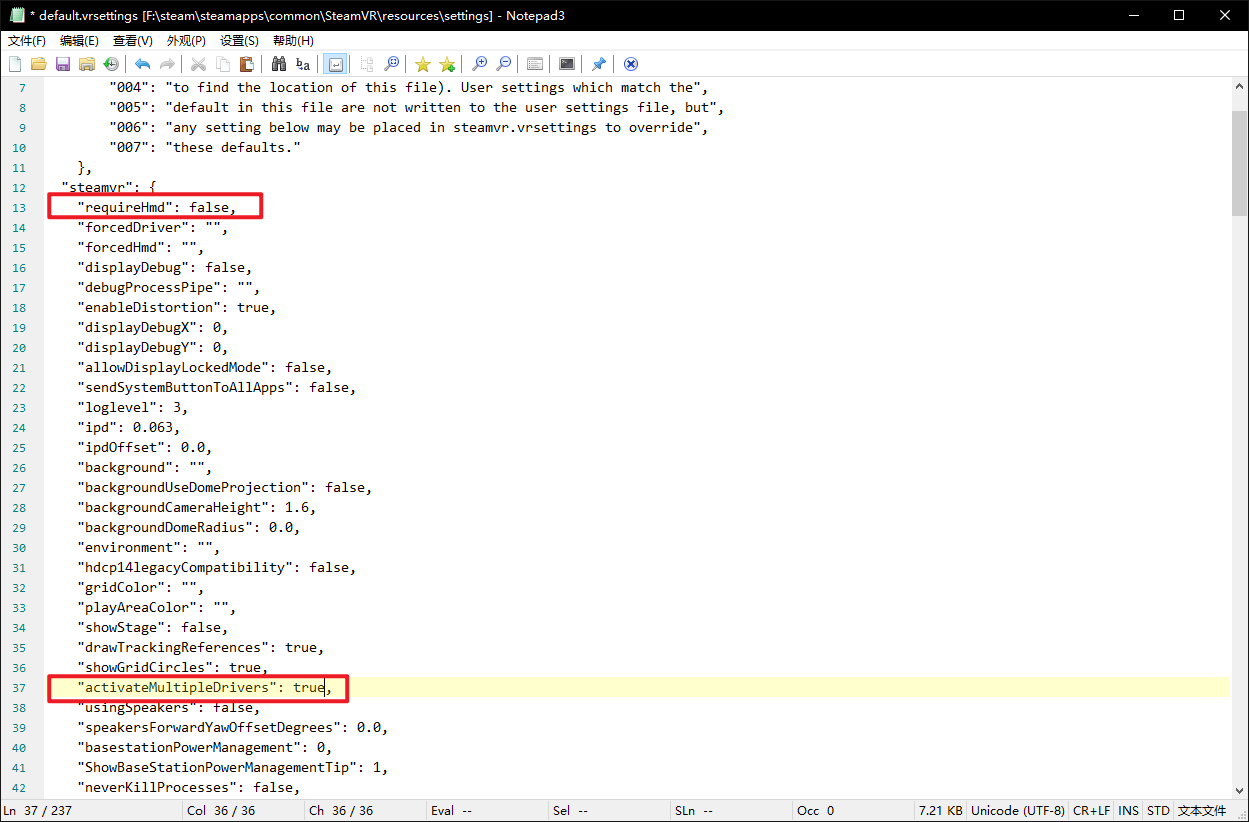 * default.vrsettings [F:\steam\steamapps\common\SteamVR\resources\settings] - Notepad3
文件(F) 编辑(E) 查看(V) 外观(P) 设置(S) 帮助(H)
7 "004": "to find the location of this file). User settings which match the",
8 "005": "default in this file are not written to the user settings file, but",
9 "006": "any setting below may be placed in steamvr.vrsettings to override",
10 "007": "these defaults."
11 },
12 "steamvr": {
13 "requireHmd": false,
14 "forcedDriver": "",
15 "forcedHmd": "",
16 "displayDebug": false,
17 "debugProcessPipe": "",
18 "enableDistortion": true,
19 "displayDebugX": 0,
20 "displayDebugY": 0,
21 "allowDisplayLockedMode": false,
22 "sendSystemButtonToAllApps": false,
23 "loglevel": 3,
24 "ipd": 0.063,
25 "ipdOffset": 0.0,
26 "background": "",
27 "backgroundUseDomeProjection": false,
28 "backgroundCameraHeight": 1.6,
29 "backgroundDomeRadius": 0.0,
30 "environment": "",
31 "hdcp14legacyCompatibility": false,
32 "gridColor": "",
33 "playAreaColor": "",
34 "showStage": false,
35 "drawTrackingReferences": true,
36 "showGridCircles": true,
37 "activateMultipleDrivers": true,
38 "usingSpeakers": false,
39 "speakersForwardYawOffsetDegrees": 0.0,
40 "basestationPowerManagement": 0,
41 "ShowBaseStationPowerManagementTip": 1,
42 "neverKillProcesses": false,
Ln 37 / 237 Col 36 / 36 Ch 36 / 36 Eval -- Sel -- SLn -- Occ 0 7.21 KB Unicode (UTF-8) CR+LF INS STD 文本文件